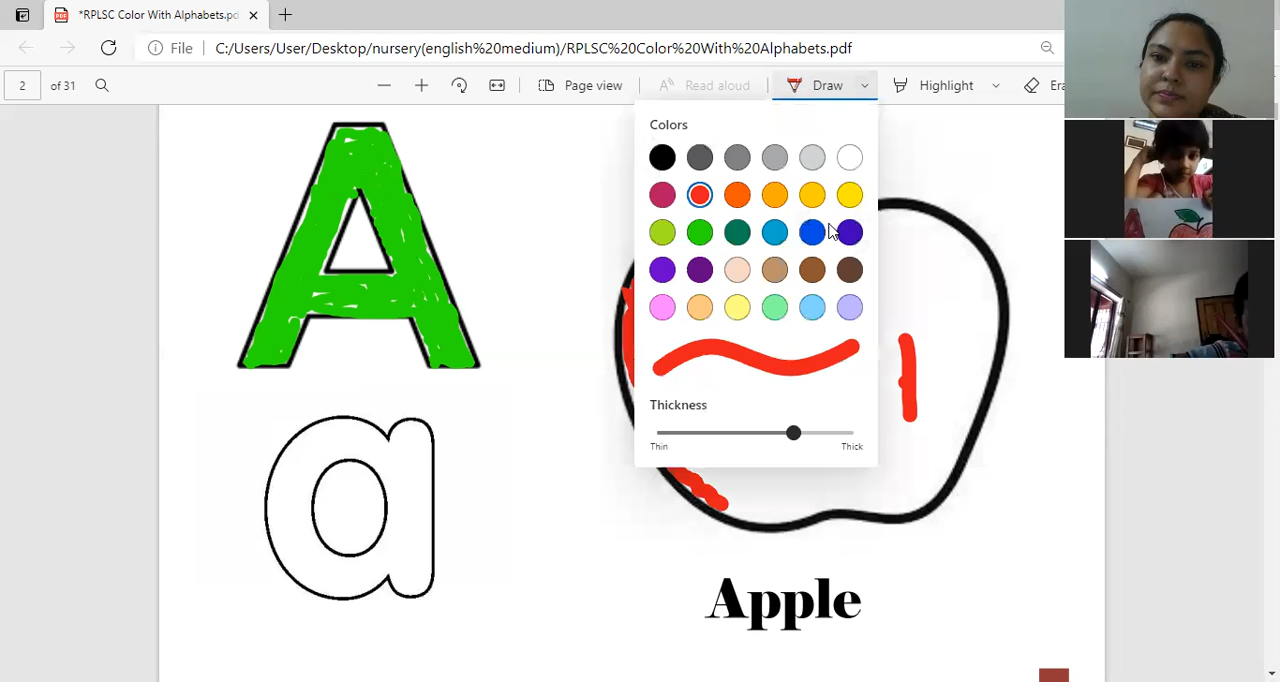 *RPLSC Color With Alphabets.pd
File
C:/Users/User/Desktop/nursery(english%20medium)/RPLSC%20Color%20With%20Alphabets.pdf
2 of 31
Page view
Read aloud
Draw
Highlight
Era
Colors
Thickness
Thin
Thick
A
a
Apple